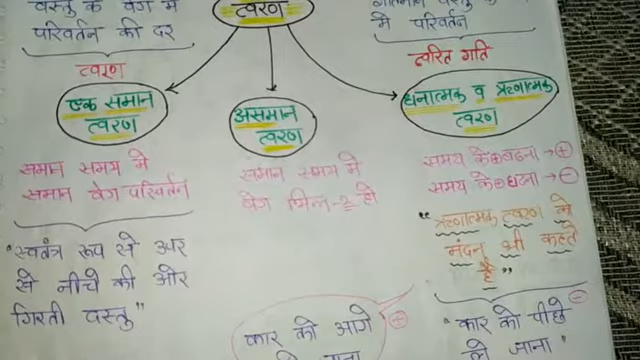 वस्तु के वेग में
परिवर्तन की दर
त्वरण
त्वरण
में परिवर्तन
त्वरित गति
एक समान
त्वरण
असमान
त्वरण
धनात्मक व ऋणात्मक
त्वरण
समान समय में
समान वेग परिवर्तन
समान समय में
वेग भिन्न-२ हो
समय के बढ़ना → +
समय के घटना → −
"ऋणात्मक त्वरण को
मंदन भी कहते
है"
"स्वतंत्र रूप से ऊपर
से नीचे की ओर
गिरती वस्तु"
कार को आगे
+
"कार को पीछे
−
ले जाना"